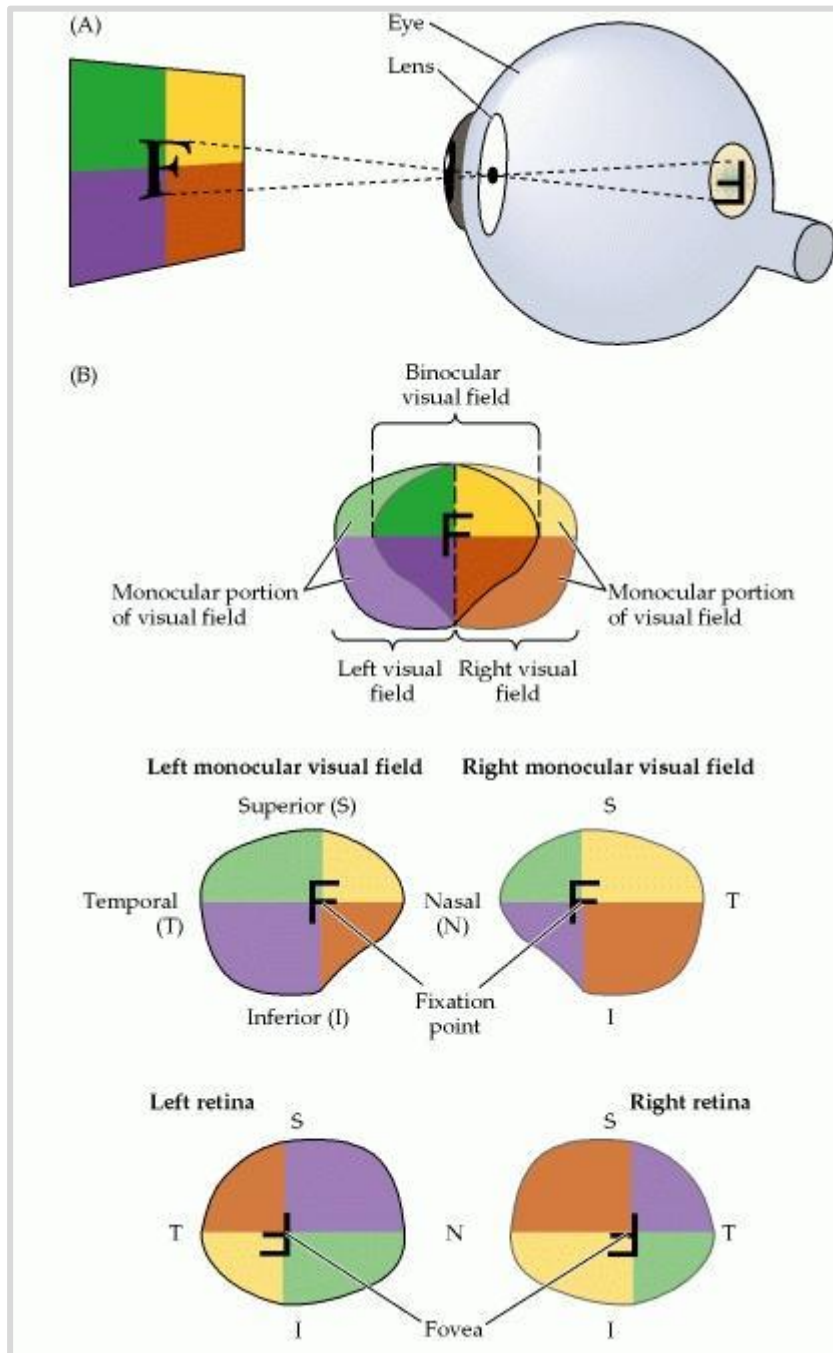 (A)
Eye
Lens
F
F
(B)
Binocular
visual field
F
Monocular portion
of visual field
Monocular portion
of visual field
Left visual
field
Right visual
field
Left monocular visual field
Right monocular visual field
Superior (S)
S
Temporal
(T)
F
Nasal
(N)
F
T
Inferior (I)
Fixation
point
I
Left retina
Right retina
S
S
T
F
N
F
T
I
Fovea
I